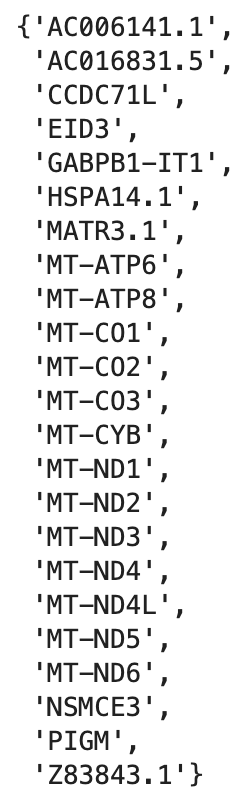 {'AC006141.1',
'AC016831.5',
'CCDC71L',
'EID3',
'GABPB1-IT1',
'HSPA14.1',
'MATR3.1',
'MT-ATP6',
'MT-ATP8',
'MT-CO1',
'MT-CO2',
'MT-CO3',
'MT-CYB',
'MT-ND1',
'MT-ND2',
'MT-ND3',
'MT-ND4',
'MT-ND4L',
'MT-ND5',
'MT-ND6',
'NSMCE3',
'PIGM',
'Z83843.1'}